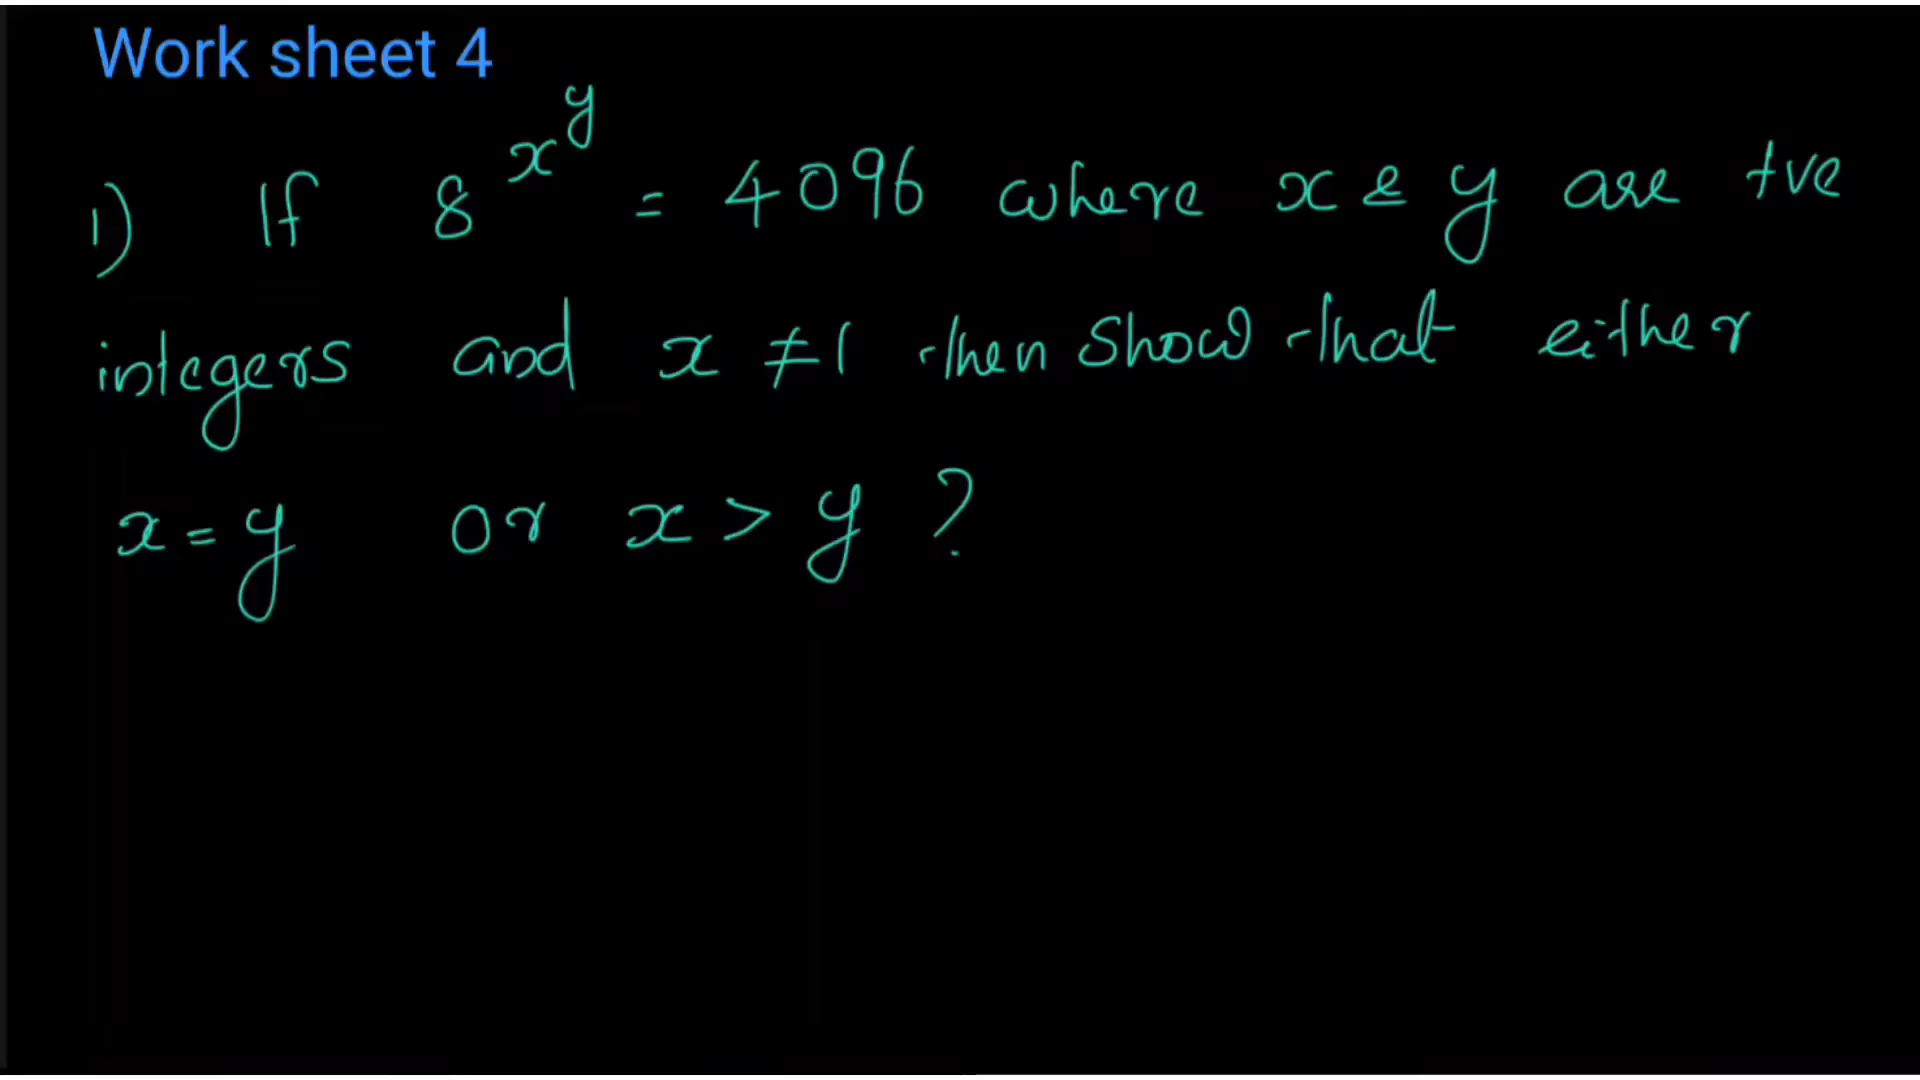 Work sheet 4
1) If 8^x^y = 4096 where x & y are +ve
integers and x ≠ 1 then show that either
x = y or x > y ?